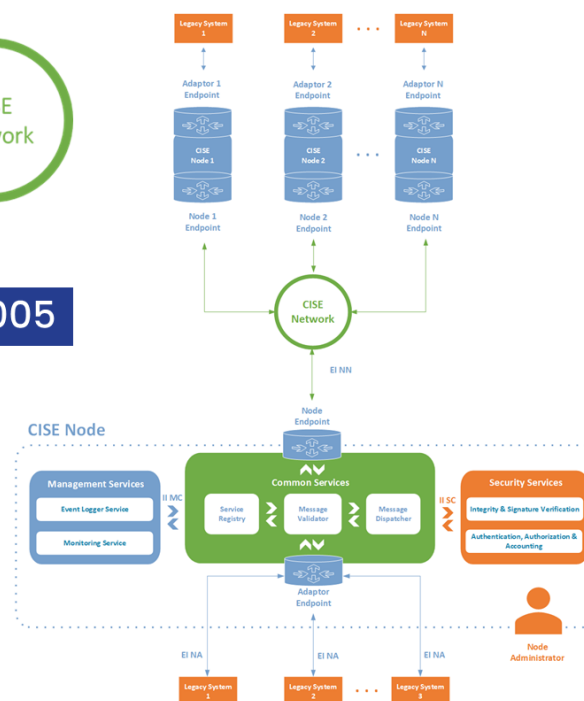 Legacy System
1
Legacy System
2
. . .
Legacy System
N
Adaptor 1
Endpoint
Adaptor 2
Endpoint
Adaptor N
Endpoint
CISE
Node 1
CISE
Node 2
. . .
CISE
Node N
Node 1
Endpoint
Node 2
Endpoint
Node N
Endpoint
CISE
Network
005
EI NN
Node
Endpoint
CISE Node
Management Services
Event Logger Service
Monitoring Service
II MC
Common Services
Service
Registry
Message
Validator
Message
Dispatcher
II SC
Security Services
Integrity & Signature Verification
Authentication, Authorization &
Accounting
Adaptor
Endpoint
Node
Administrator
EI NA
EI NA
EI NA
Legacy System
1
Legacy System
2
. . .
Legacy System
3